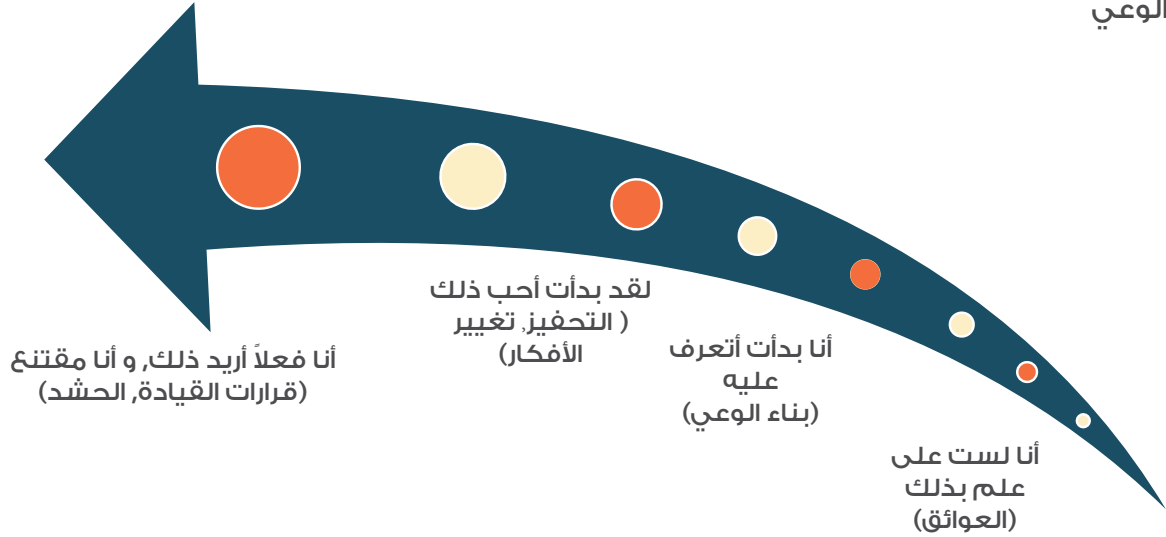 الوعي
أنا لست على
علم بذلك
(العوائق)
أنا بدأت أتعرف
عليه
(بناء الوعي)
لقد بدأت أحب ذلك
( التحفيز, تغيير
الأفكار)
أنا فعلاً أريد ذلك, و أنا مقتنع
(قرارات القيادة, الحشد)